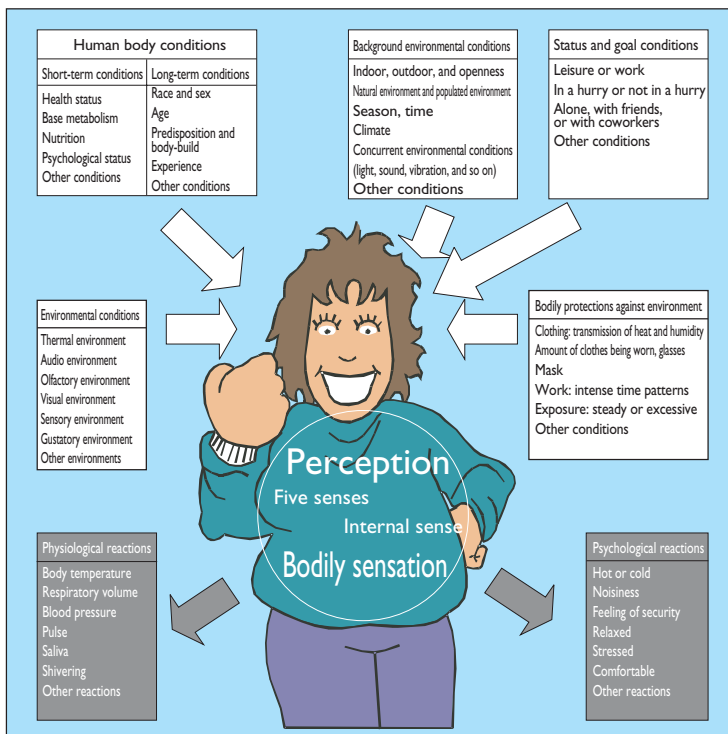 Human body conditions
Short-term conditions
Health status
Base metabolism
Nutrition
Psychological status
Other conditions
Long-term conditions
Race and sex
Age
Predisposition and
body-build
Experience
Other conditions
Background environmental conditions
Indoor, outdoor, and openness
Natural environment and populated environment
Season, time
Climate
Concurrent environmental conditions
(light, sound, vibration, and so on)
Other conditions
Status and goal conditions
Leisure or work
In a hurry or not in a hurry
Alone, with friends,
or with coworkers
Other conditions
Environmental conditions
Thermal environment
Audio environment
Olfactory environment
Visual environment
Sensory environment
Gustatory environment
Other environments
Bodily protections against environment
Clothing: transmission of heat and humidity
Amount of clothes being worn, glasses
Mask
Work: intense time patterns
Exposure: steady or excessive
Other conditions
Perception
Five senses
Internal sense
Bodily sensation
Physiological reactions
Body temperature
Respiratory volume
Blood pressure
Pulse
Saliva
Shivering
Other reactions
Psychological reactions
Hot or cold
Noisiness
Feeling of security
Relaxed
Stressed
Comfortable
Other reactions